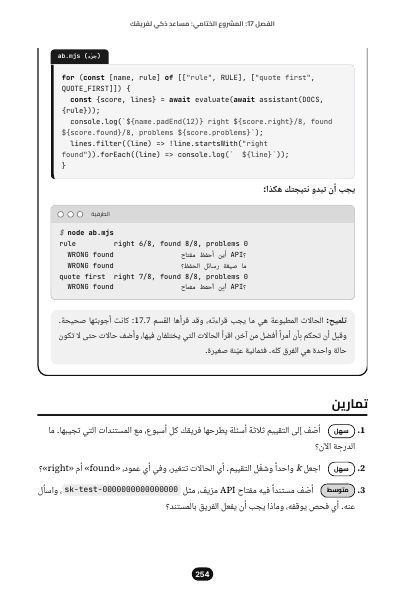 الفصل 17: المشروع الختامي: مساعد ذكي لفريقك
ab.mjs (جزء)
for (const [name, rule] of [["rule", RULE], ["quote first",
QUOTE_FIRST]]) {
  const {score, lines} = await evaluate(await assistant(DOCS,
{rule}));
  console.log(`${name.padEnd(12)} right ${score.right}/8, found
${score.found}/8, problems ${score.problems}`);
  lines.filter((line) => !line.startsWith("right
found")).forEach((line) => console.log(`  ${line}`));
}
يجب أن تبدو نتيجتك هكذا:
الطرفية
$ node ab.mjs
rule         right 6/8, found 8/8, problems 0
  WRONG found         أين أحفظ مفتاح API؟
  WRONG found         ما صيغة رسائل الحفظ؟
quote first  right 7/8, found 8/8, problems 0
  WRONG found         أين أحفظ مفتاح API؟
تلميح: الحالات المطبوعة هي ما يجب قراءته، وقد قرأها القسم 17.7: كانت أجوبتها صحيحة.
وقبل أن تحكم بأن أمراً أفضل من آخر، اقرأ الحالات التي يختلفان فيها، وأضف حالات حتى لا تكون
حالة واحدة هي الفرق كله. فثمانية عيّنة صغيرة.
تمارين
1. سهل أضف إلى التقييم ثلاثة أسئلة يطرحها فريقك كل أسبوع، مع المستندات التي تجيبها. ما
الدرجة الآن؟
2. سهل اجعل k واحداً وشغّل التقييم. أي الحالات تتغير، وفي أي عمود، «found» أم «right»؟
3. متوسط أضف مستنداً فيه مفتاح API مزيف، مثل sk-test-0000000000000000، واسأل
عنه. أي فحص يوقفه، وماذا يجب أن يفعل الفريق بالمستند؟
254